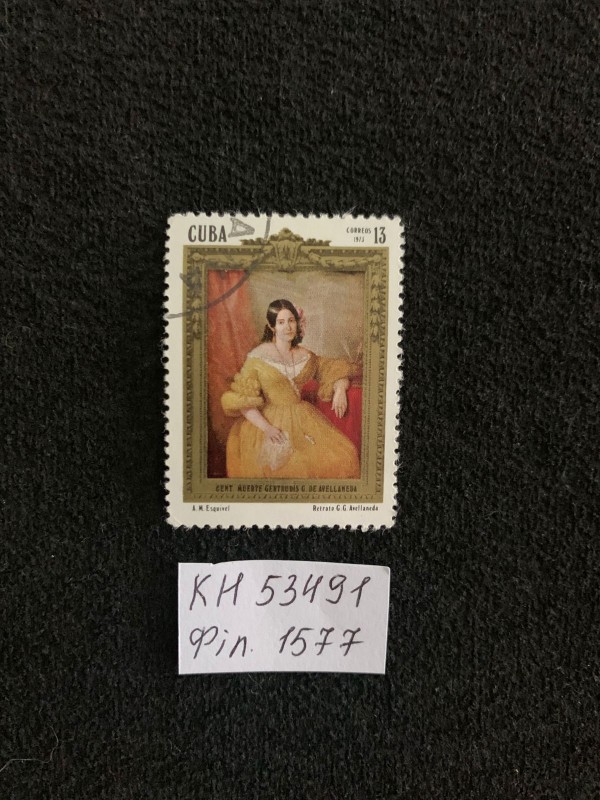 CUBA
CORREOS 13
1973
CENT. MUERTE GERTRUDIS G. DE AVELLANEDA
A. M. Esquivel Retrato G. G. Avellaneda
КН 53491
Філ. 1577